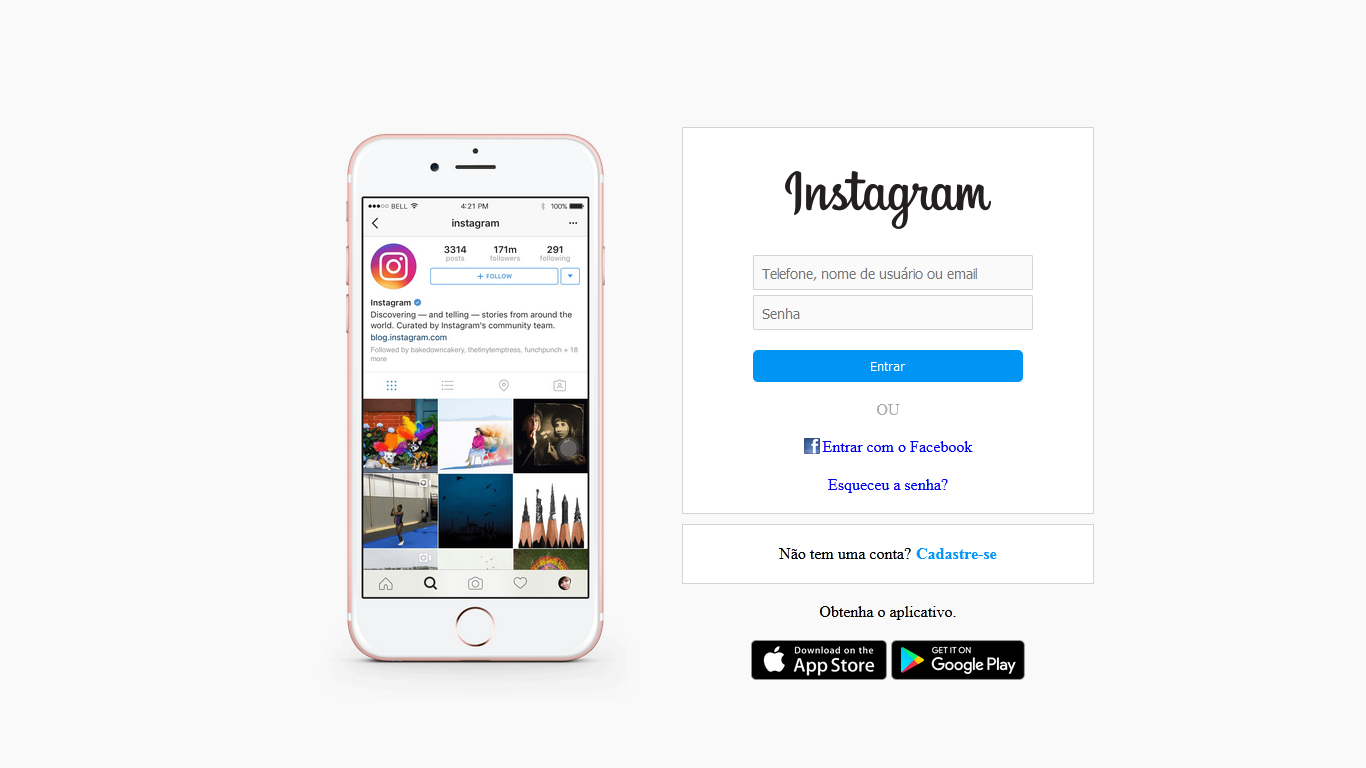 BELL
4:21 PM
100%
instagram
3314
171m
291
posts
followers
following
+ FOLLOW
Instagram
Discovering — and telling — stories from around the
world. Curated by Instagram's community team.
blog.instagram.com
Followed by bakedowncakery, thetinytemptress, funchpunch + 18
more
Instagram
Telefone, nome de usuário ou email
Senha
Entrar
OU
Entrar com o Facebook
Esqueceu a senha?
Não tem uma conta? Cadastre-se
Obtenha o aplicativo.
Download on the
App Store
GET IT ON
Google Play